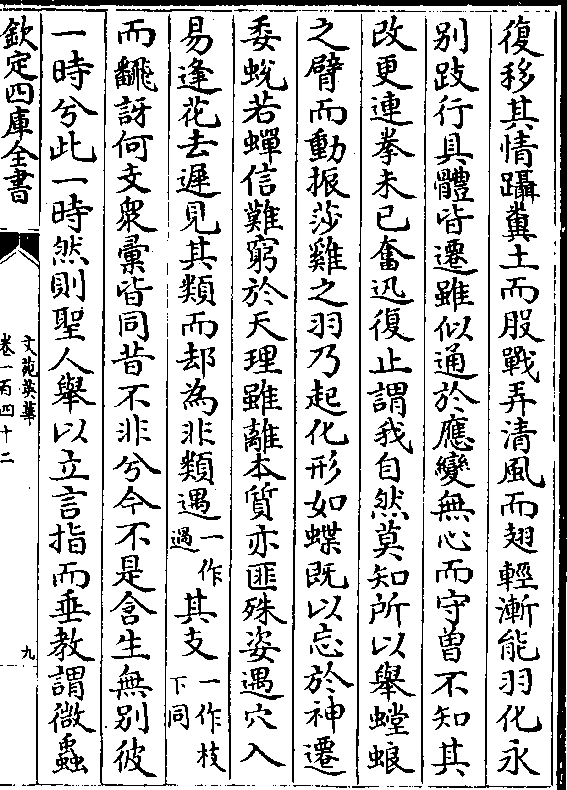 復移其情躡糞土而股戰弄清風而翅輕漸能羽化永
別跂行具體皆遷雖似通於應變無心而守曽不知其
改更連拳未已奮迅復止謂我自然莫知所以舉螳蜋
之臂而動振莎雞之羽乃起化形如蝶既以忘於神遷
委蛻若蟬信難窮於天理雖離本質亦匪殊姿遇穴入
易逢花去遲見其類而却為非類遇一作過其支一作枝下同
而翻訝何支衆彚皆同昔不非兮今不是含生無别彼
一時兮此一時然則聖人舉以立言指而垂教謂微蟲
欽定四庫全書
文苑英華
卷一百四十二
九